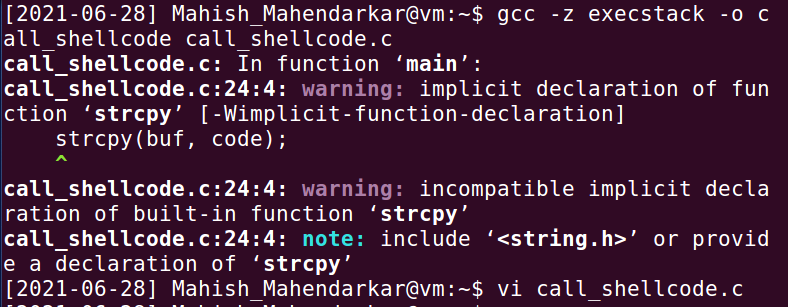 [2021-06-28] Mahish_Mahendarkar@vm:~$ gcc -z execstack -o c
all_shellcode call_shellcode.c
call_shellcode.c: In function ‘main’:
call_shellcode.c:24:4: warning: implicit declaration of fun
ction ‘strcpy’ [-Wimplicit-function-declaration]
    strcpy(buf, code);
    ^
call_shellcode.c:24:4: warning: incompatible implicit decla
ration of built-in function ‘strcpy’
call_shellcode.c:24:4: note: include ‘<string.h>’ or provid
e a declaration of ‘strcpy’
[2021-06-28] Mahish_Mahendarkar@vm:~$ vi call_shellcode.c